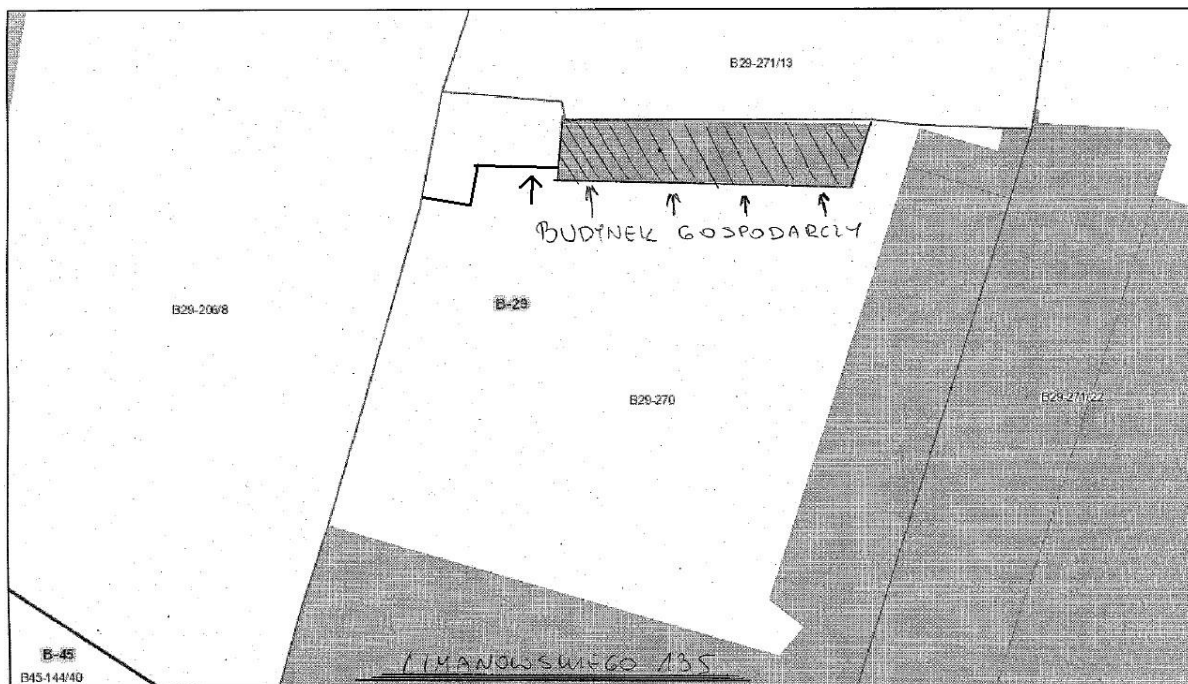 B29-271/13
BUDYNEK GOSPODARCZY
B29-206/8
B-29
B29-270
B29-271/22
B-45
B45-144/40
LIMANOWSKIEGO 135